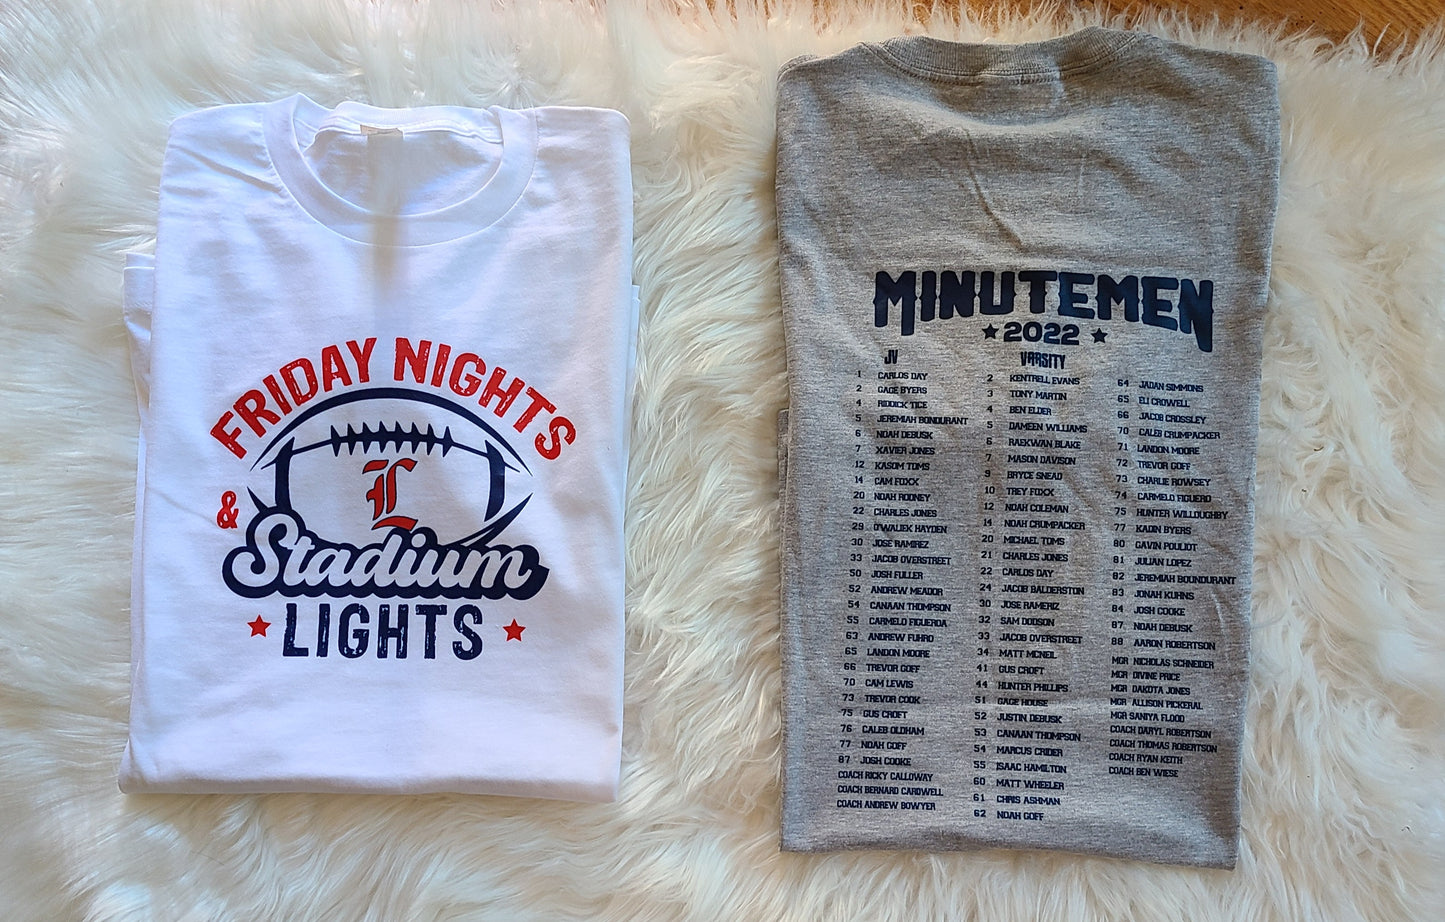 FRIDAY NIGHTS
&
L
Stadium
LIGHTS
MINUTEMEN
2022
JV
1 CARLOS DAY
2 GAGE BYERS
4 RIDDICK TICE
5 JEREMIAH BONDURANT
6 NOAH DEBUSK
7 XAVIER JONES
12 KASOM TOMS
14 CAM FOXX
20 NOAH RODNEY
22 CHARLES JONES
29 O'WALIEK HAYDEN
30 JOSE RAMIREZ
33 JACOB OVERSTREET
50 JOSH FULLER
52 ANDREW MEADOR
54 CANAAN THOMPSON
55 CARMELO FIGUEROA
63 ANDREW FUHRO
65 LANDON MOORE
66 TREVOR GOFF
70 CAM LEWIS
73 TREVOR COOK
75 GUS CROFT
76 CALEB OLDHAM
77 NOAH GOFF
87 JOSH COOKE
COACH RICKY CALLOWAY
COACH BERNARD CARDWELL
COACH ANDREW BOWYER
VARSITY
2 KENTRELL EVANS
3 TONY MARTIN
4 BEN ELDER
5 DAMEEN WILLIAMS
6 RAEKWAN BLAKE
7 MASON DAVISON
9 BRYCE SNEAD
10 TREY FOXX
12 NOAH COLEMAN
14 NOAH CRUMPACKER
20 MICHAEL TOMS
21 CHARLES JONES
22 CARLOS DAY
24 JACOB BALDERSTON
30 JOSE RAMERIZ
32 SAM DODSON
33 JACOB OVERSTREET
34 MATT MCNEIL
41 GUS CROFT
44 HUNTER PHILLIPS
51 GAGE HOUSE
52 JUSTIN DEBUSK
53 CANAAN THOMPSON
54 MARCUS CRIDER
55 ISAAC HAMILTON
60 MATT WHEELER
61 CHRIS ASHMAN
62 NOAH GOFF
64 JADAN SIMMONS
65 ELI CROWELL
66 JACOB CROSSLEY
70 CALEB CRUMPACKER
71 LANDON MOORE
72 TREVOR GOFF
73 CHARLIE ROWSEY
74 CARMELO FIGUERO
75 HUNTER WILLOUGHBY
77 KADIN BYERS
80 GAVIN POULIOT
81 JULIAN LOPEZ
82 JEREMIAH BOUNDURANT
83 JONAH KUHNS
84 JOSH COOKE
87 NOAH DEBUSK
88 AARON ROBERTSON
MGR NICHOLAS SCHNEIDER
MGR DIVINE PRICE
MGR DAKOTA JONES
MGR ALLISON PICKERAL
MGR SANIYA FLOOD
COACH DARYL ROBERTSON
COACH THOMAS ROBERTSON
COACH RYAN KEITH
COACH BEN WIESE